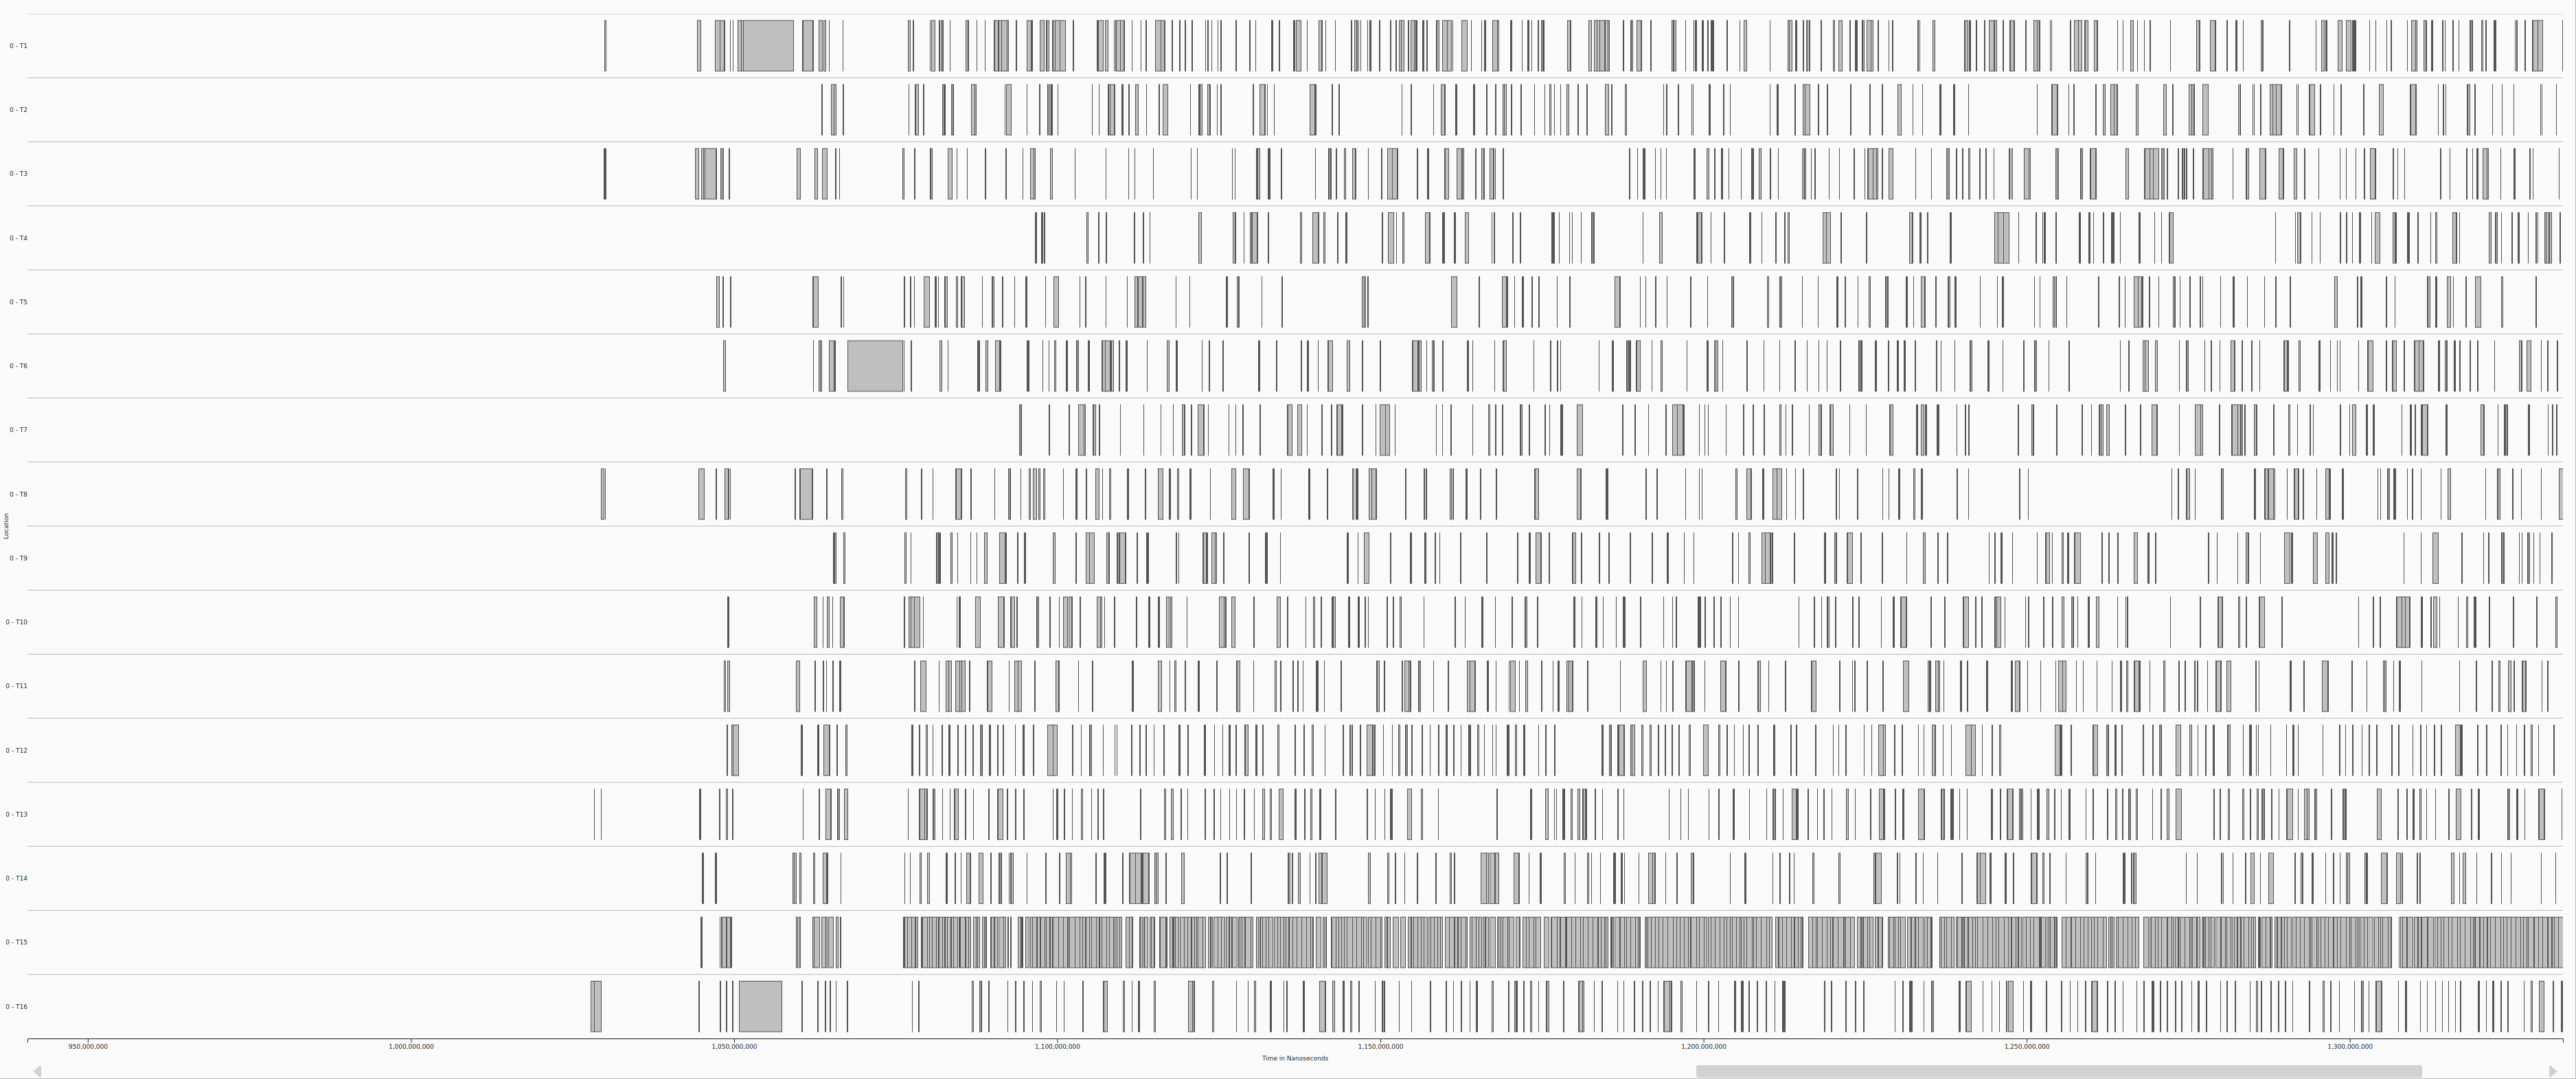 0 - T1
0 - T2
0 - T3
0 - T4
0 - T5
0 - T6
0 - T7
0 - T8
Location
0 - T9
0 - T10
0 - T11
0 - T12
0 - T13
0 - T14
0 - T15
0 - T16
950,000,000 1,000,000,000 1,050,000,000 1,100,000,000 1,150,000,000 1,200,000,000 1,250,000,000 1,300,000,000
Time in Nanoseconds